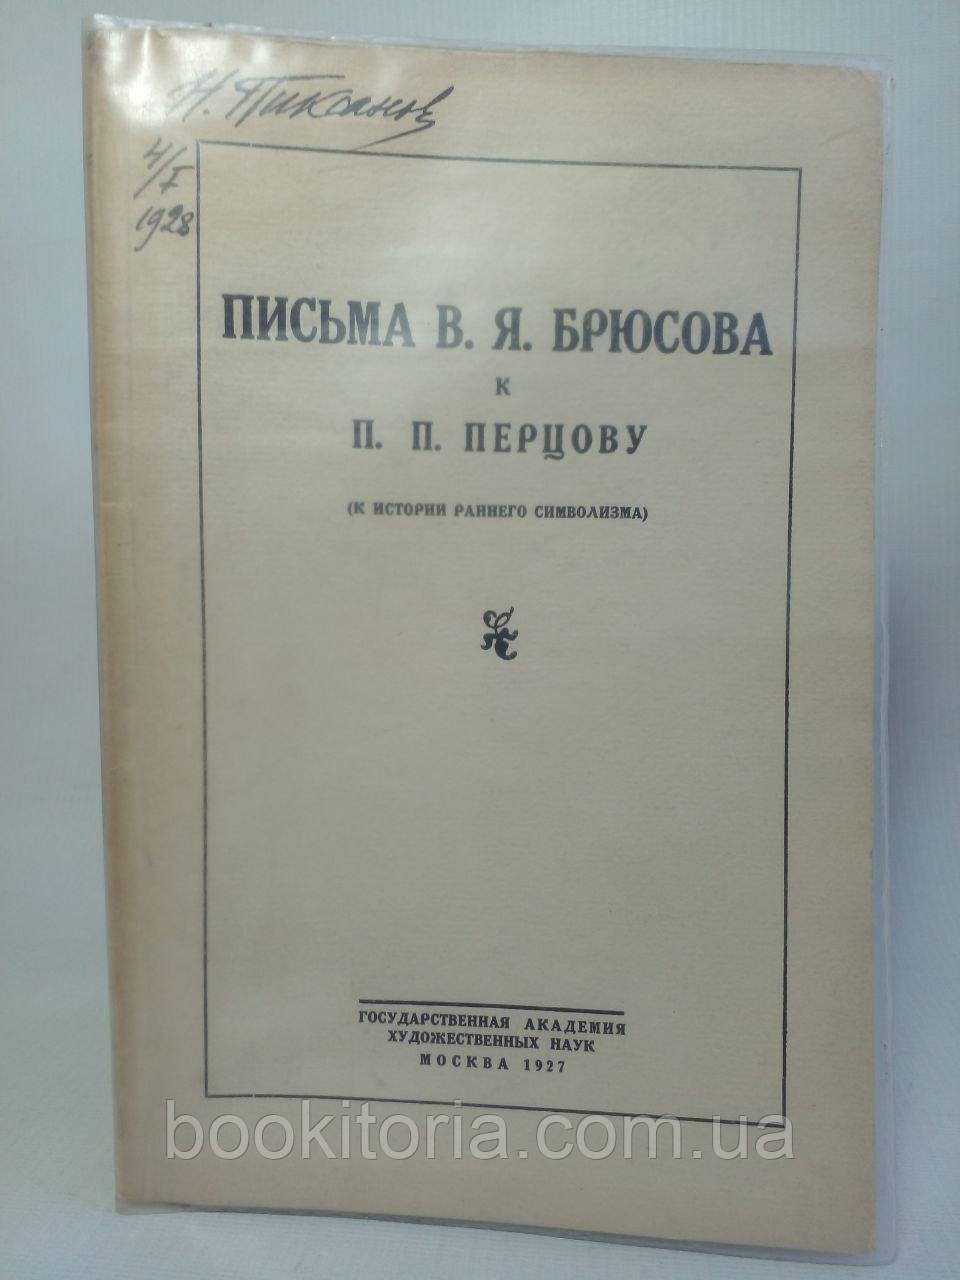 Н. Пиксанов
4/I
1928
ПИСЬМА В. Я. БРЮСОВА
К
П. П. ПЕРЦОВУ
(К ИСТОРИИ РАННЕГО СИМВОЛИЗМА)
ГОСУДАРСТВЕННАЯ АКАДЕМИЯ
ХУДОЖЕСТВЕННЫХ НАУК
МОСКВА 1927
bookitoria.com.ua